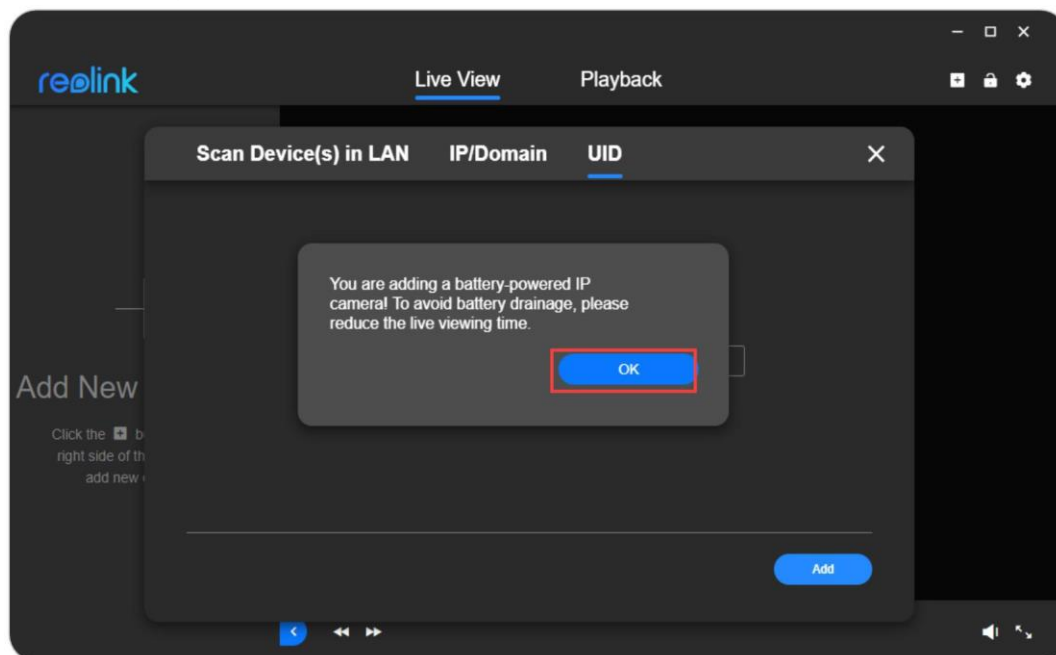 reolink
Live View
Playback
Scan Device(s) in LAN
IP/Domain
UID
You are adding a battery-powered IP
camera! To avoid battery drainage, please
reduce the live viewing time.
OK
Add New
Click the b
right side of th
add new
Add